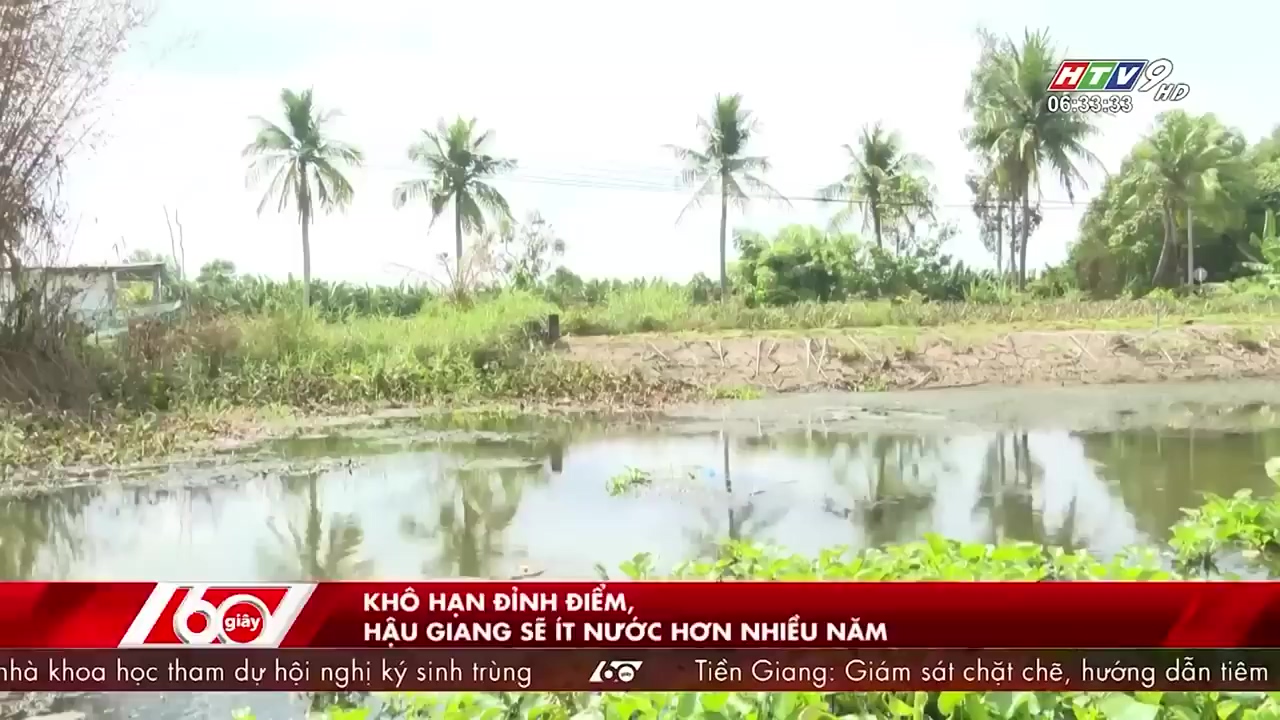 HTV9 HD
06:33:33
60 giây
KHÔ HẠN ĐỈNH ĐIỂM,
HẬU GIANG SẼ ÍT NƯỚC HƠN NHIỀU NĂM
nhà khoa học tham dự hội nghị ký sinh trùng
60 giây
Tiền Giang: Giám sát chặt chẽ, hướng dẫn tiêm